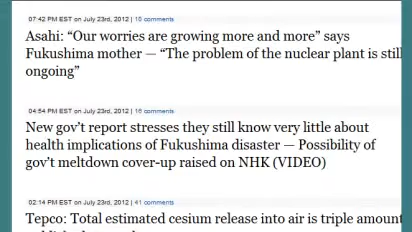 07:42 PM EST on July 23rd, 2012 | 10 comments
Asahi: “Our worries are growing more and more” says
Fukushima mother — “The problem of the nuclear plant is still
ongoing”
04:54 PM EST on July 23rd, 2012 | 16 comments
New gov’t report stresses they still know very little about
health implications of Fukushima disaster — Possibility of
gov’t meltdown cover-up raised on NHK (VIDEO)
02:14 PM EST on July 23rd, 2012 | 41 comments
Tepco: Total estimated cesium release into air is triple amount